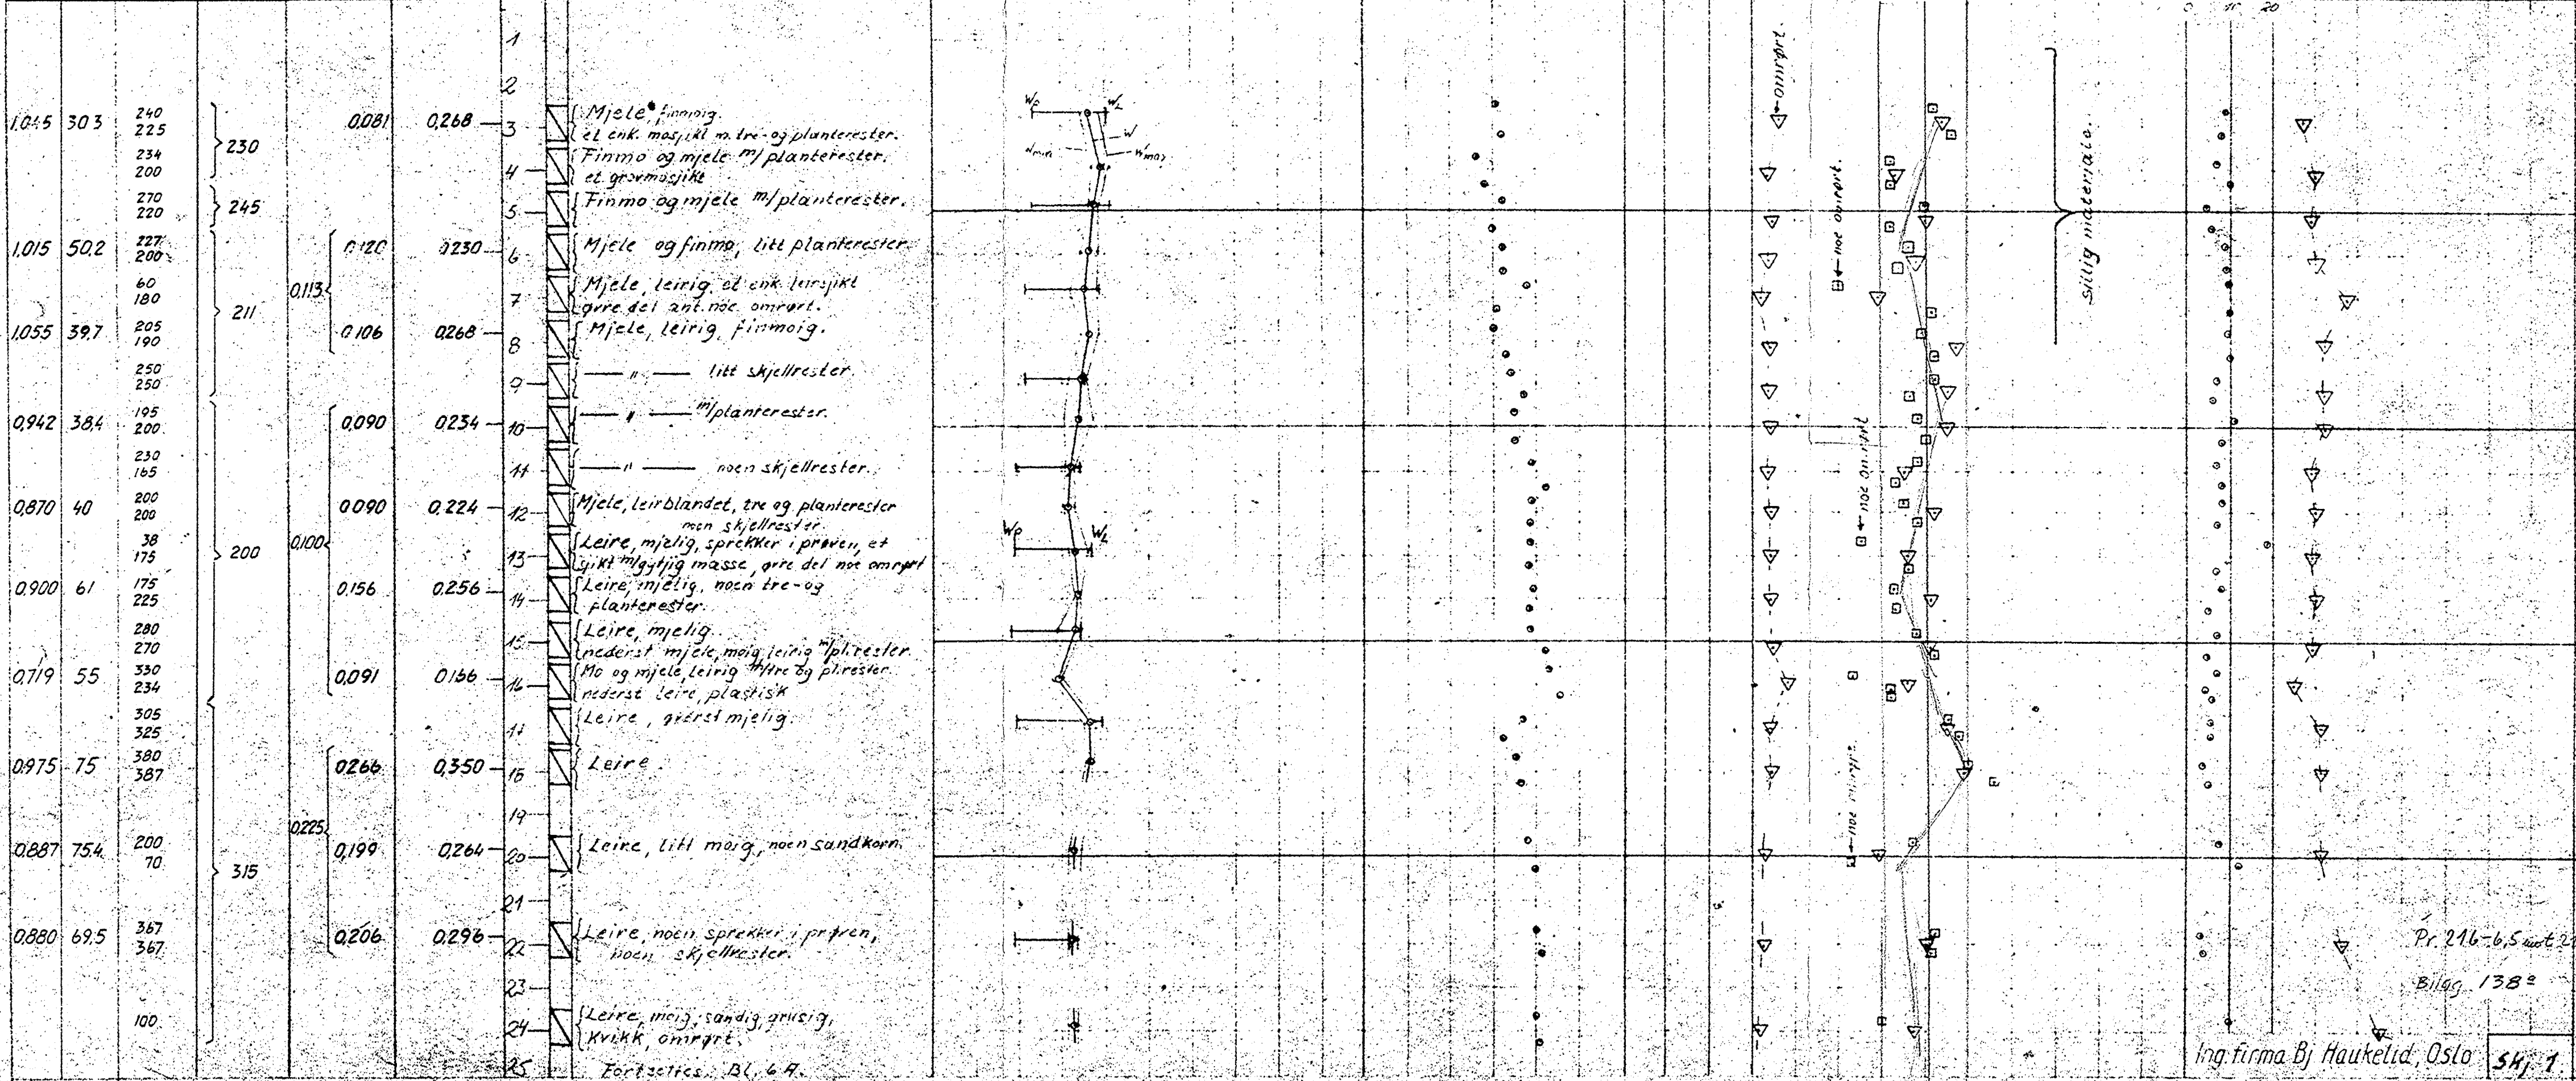 0 10 20
1
2
1,045 30,3 240 0,081 0,268 3 Mjele, finmoig.
225 et enk. mosjikt m. tre- og planterester.
230
234 Finmo og mjele m/planterester.
200 4 et grovmosjikt
270 Finmo og mjele m/planterester.
220 245 5
1,015 50,2 227 0,120 0,230 6 Mjele og finmo, litt planterester
200
60 0,113 Mjele, leirig, et enk. leirsjikt
180 7 øvre del ant. noe omrørt.
211
1,055 39,7 205 0,106 0,268 8 Mjele, leirig, finmoig.
190
250 — " — litt skjellrester.
250 9
0,942 38,4 195 0,090 0,234 10 — " — m/planterester.
200
230 — " — noen skjellrester.
165 11
0,870 40 200 0,090 0,224 12 Mjele, leirblandet, tre og planterester
200 noen skjellrester.
38 200 0,100 Leire, mjelig, sprekker i prøven, et
175 13 sjikt m/gytjig masse, øvre del noe omrørt
0,900 61 175 0,156 0,256 14 Leire, mjelig, noen tre- og
225 planterester.
280 Leire, mjelig.
270 15 nederst mjele, moig, leirig m/pl.rester.
0,719 55 330 0,091 0,166 16 Mo og mjele, leirig m/tre og pl.rester
234 nederst leire, plastisk
305 Leire, øverst mjelig.
325 17
0,975 75 380 0,266 0,350 18 Leire.
387
19
0,225
0,887 75,4 200 0,199 0,264 20 Leire, litt moig, noen sandkorn.
70
315
21
0,880 69,5 367 0,206 0,296 22 Leire, noen sprekker i prøven,
367 noen skjellrester.
23
100 24 Leire, moig, sandig, grusig,
Kvikk, omrørt.
25 Fortsettes Bl. 6 A.
Wp WL
W
Wmin Wmax
Wp WL
omrørt.
noe omrørt.
noe omrørt
noe omrørt.
siltig materiale.
Pr. 216-6,5 mot
Bilag 138ª
Ing.firma Bj Haukelid, Oslo
Skj. 1.